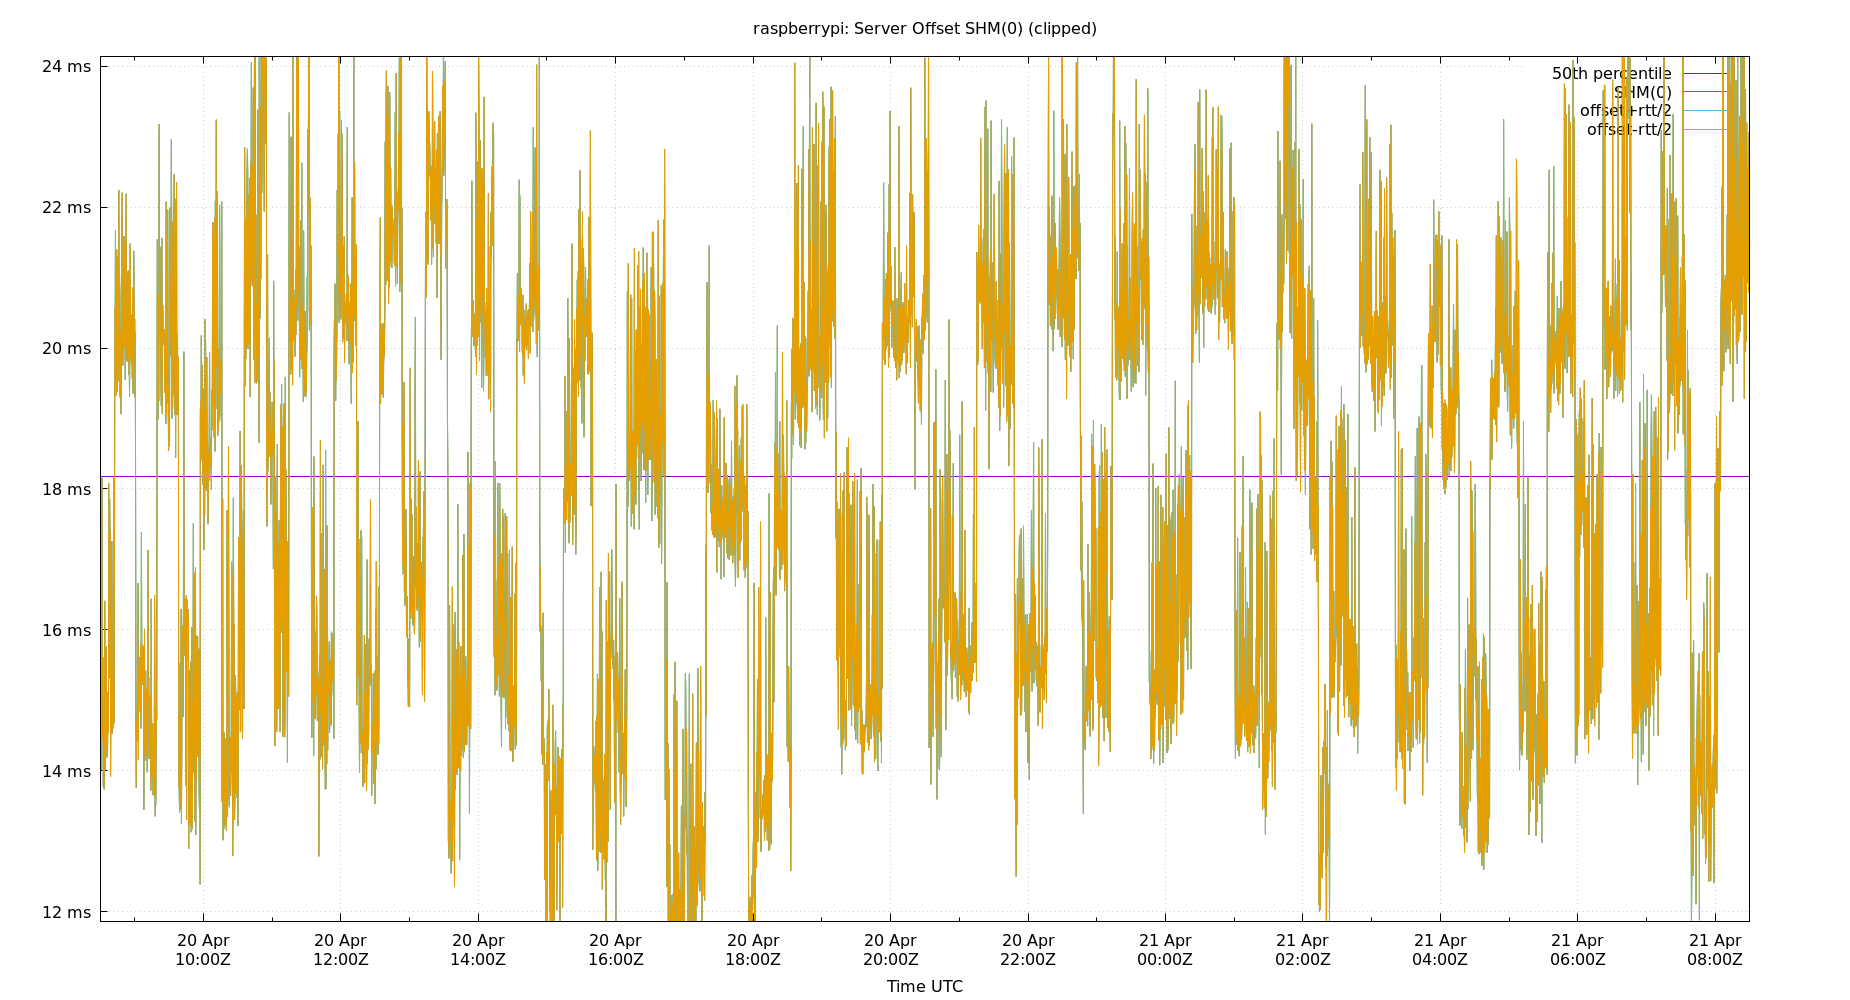 raspberrypi: Server Offset SHM(0) (clipped)
24 ms
22 ms
20 ms
18 ms
16 ms
14 ms
12 ms
50th percentile
SHM(0)
offset+rtt/2
offset-rtt/2
20 Apr 20 Apr 20 Apr 20 Apr 20 Apr 20 Apr 20 Apr 21 Apr 21 Apr 21 Apr 21 Apr 21 Apr
10:00Z 12:00Z 14:00Z 16:00Z 18:00Z 20:00Z 22:00Z 00:00Z 02:00Z 04:00Z 06:00Z 08:00Z
Time UTC